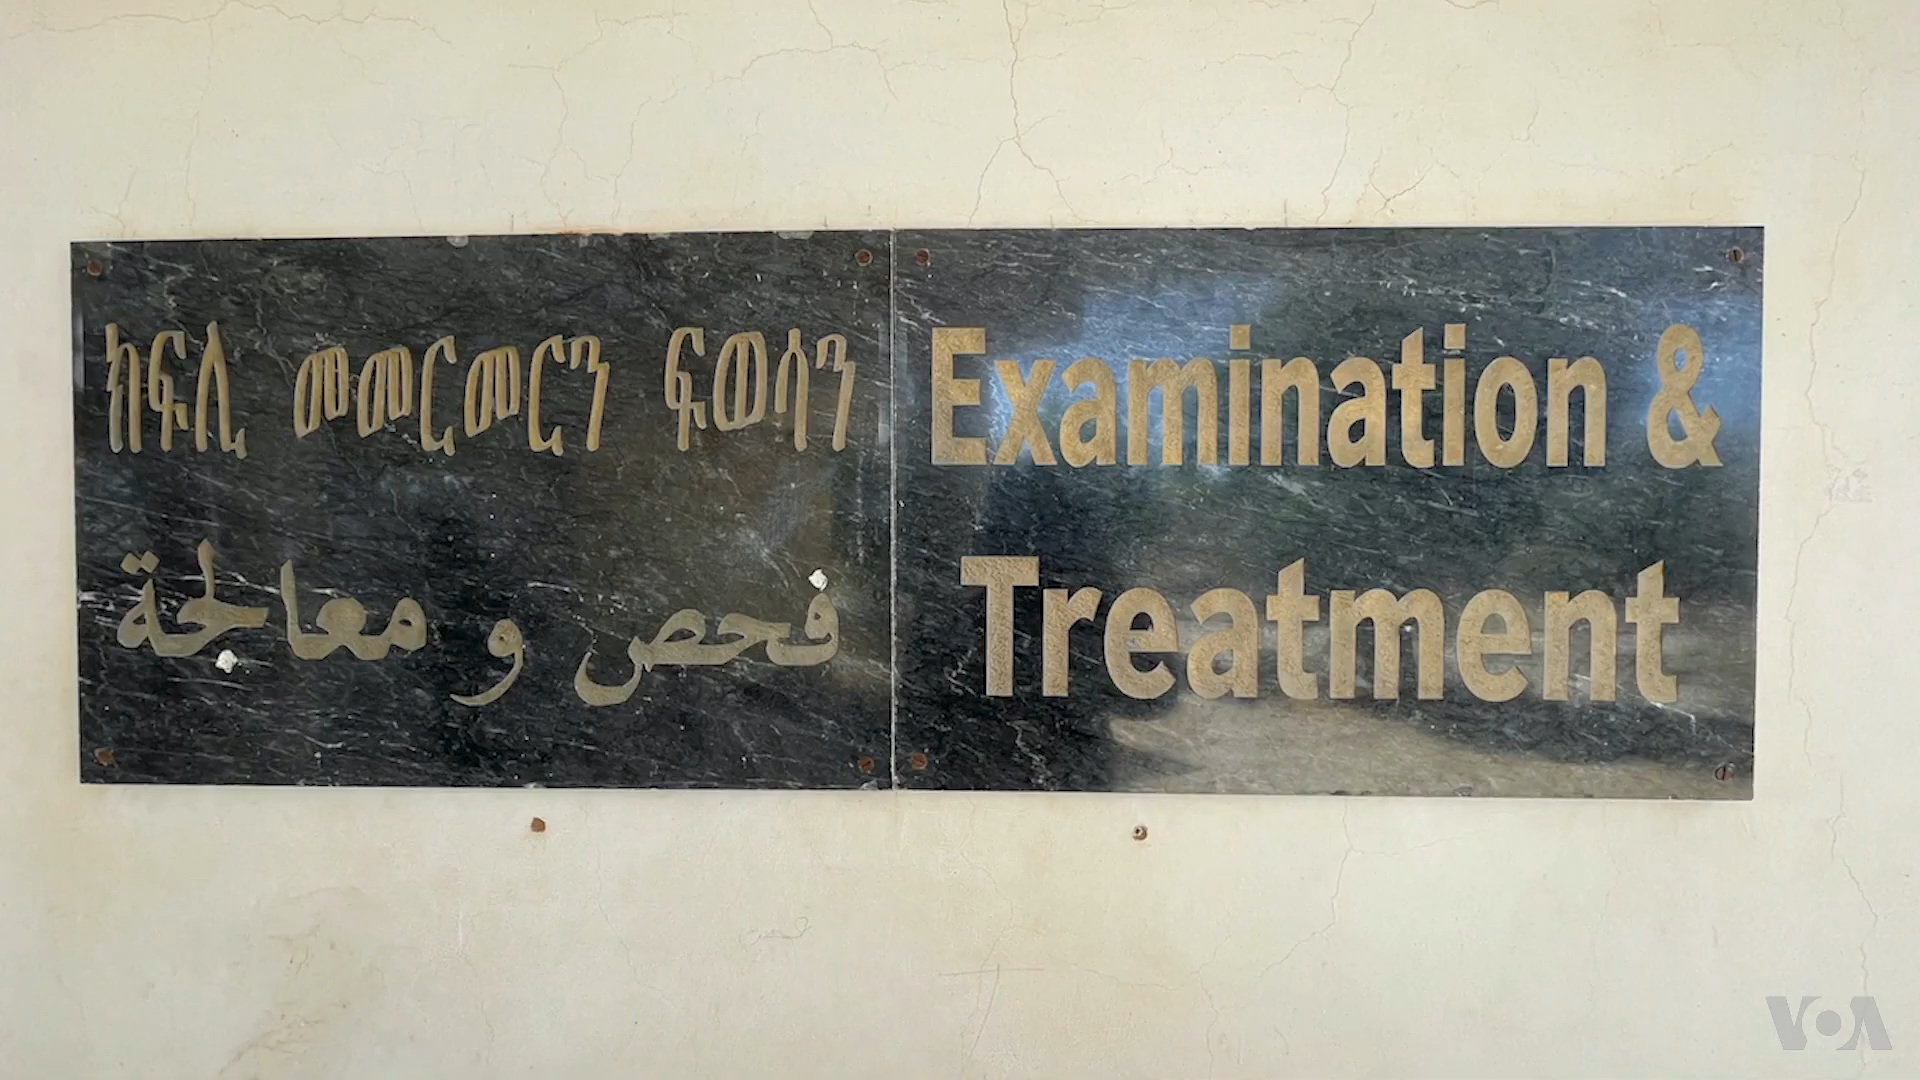 ክፍሊ መመርመርን ፍወሳን
فحص و معالجة
Examination &
Treatment
VOA